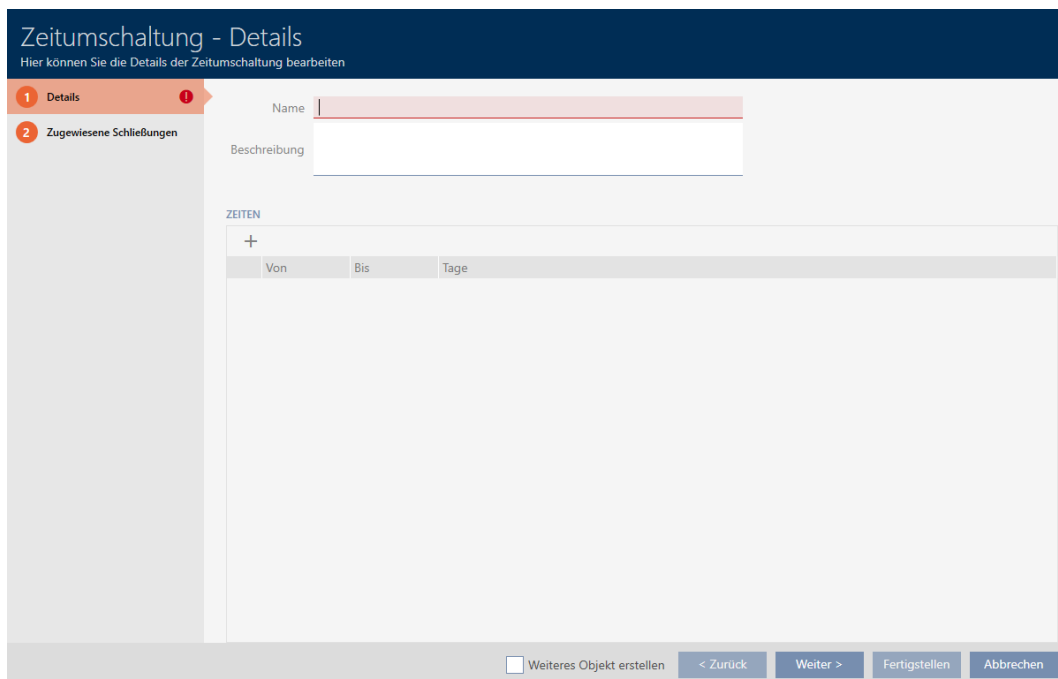 Zeitumschaltung - Details
Hier können Sie die Details der Zeitumschaltung bearbeiten
1 Details !
2 Zugewiesene Schließungen
Name
Beschreibung
ZEITEN
+
Von Bis Tage
Weiteres Objekt erstellen < Zurück Weiter > Fertigstellen Abbrechen